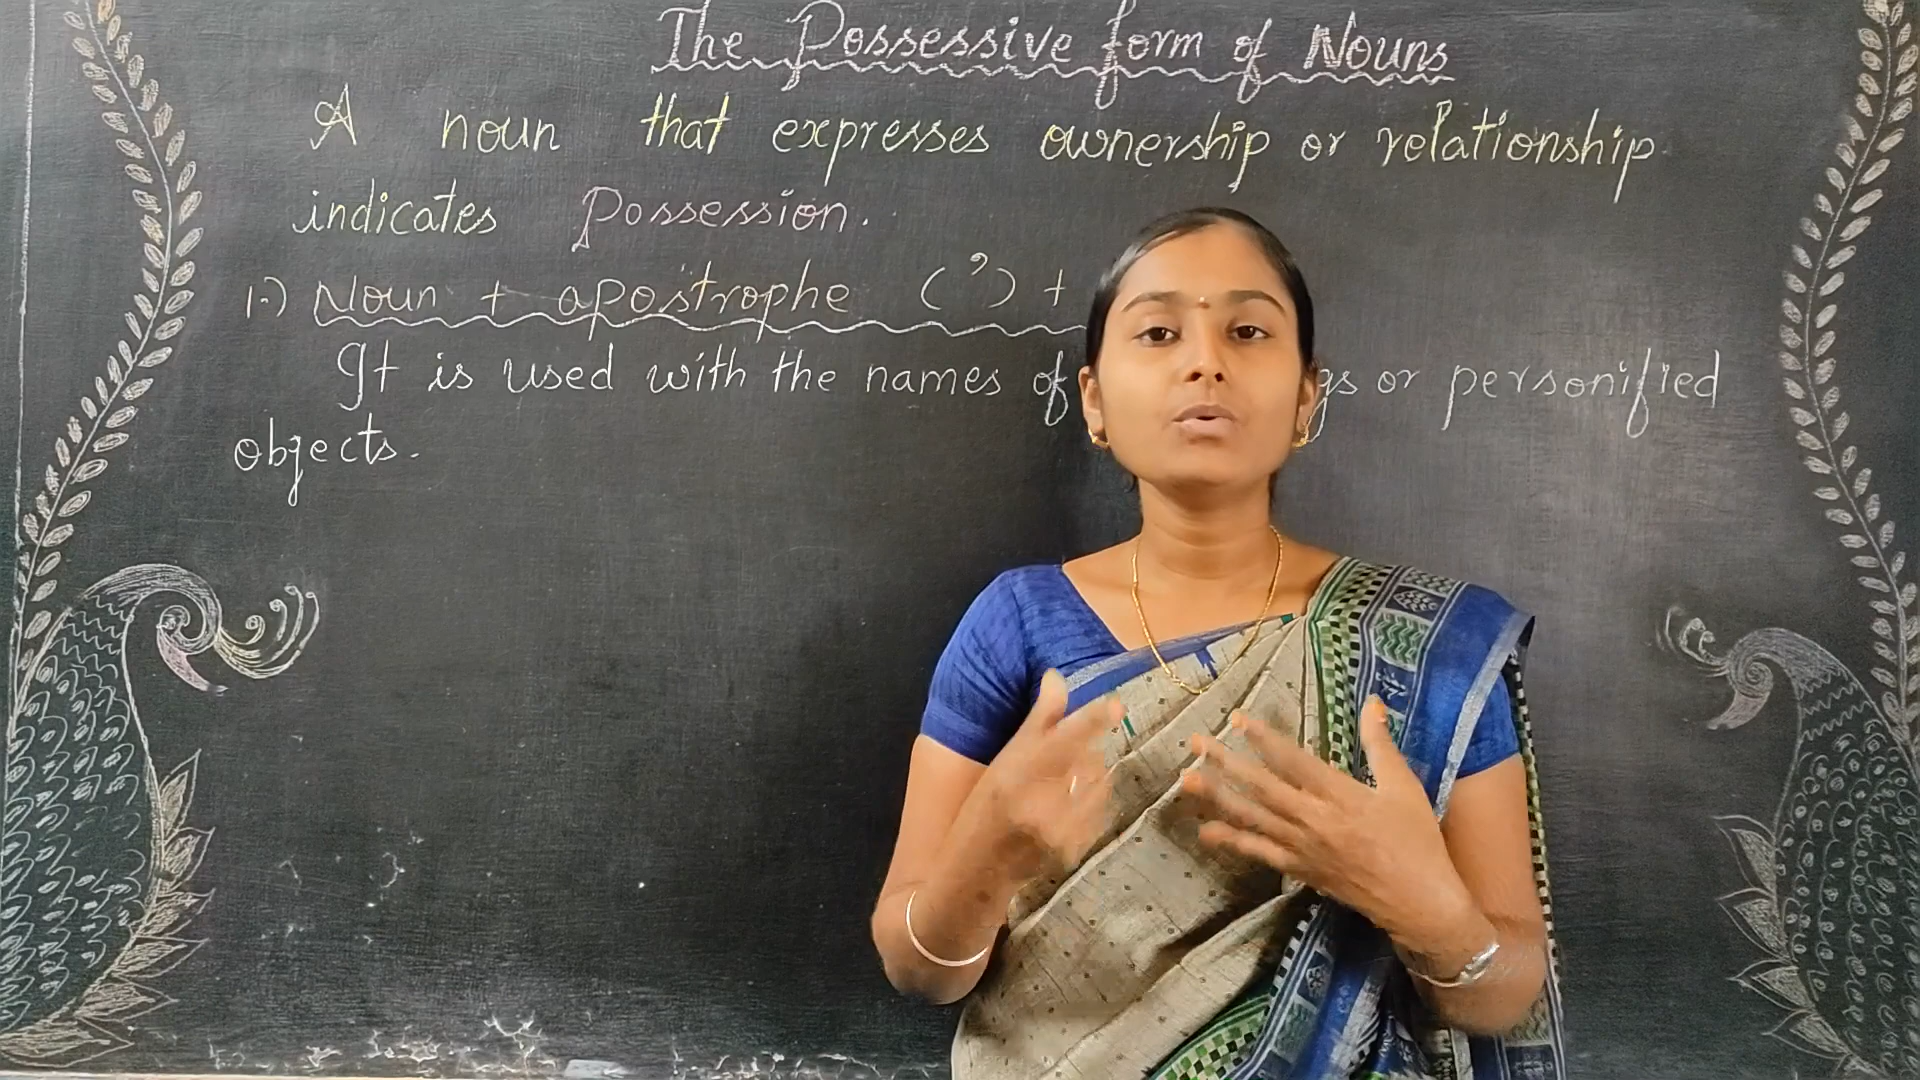 The Possessive form of Nouns
A noun that expresses ownership or relationship
indicates Possession.
1.) Noun + apostrophe (') +
It is used with the names of gs or personified
objects.